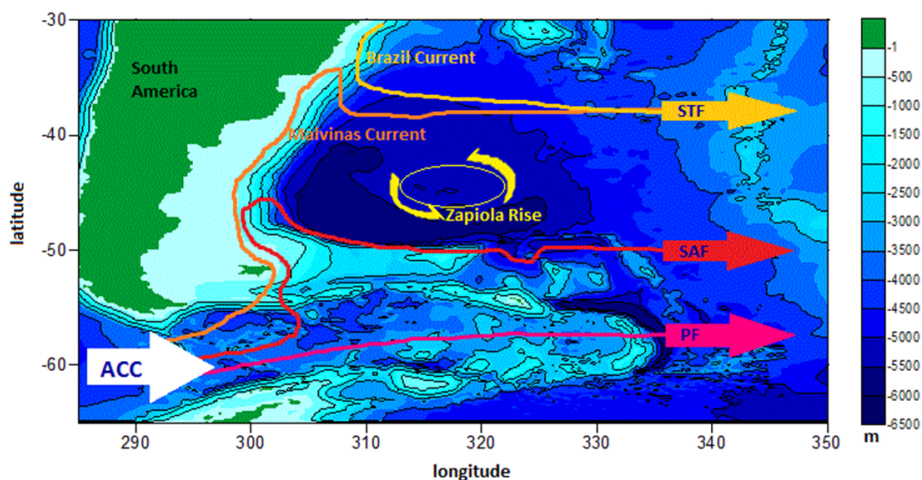 -30
-40
-50
-60
latitude
290
300
310
320
330
340
350
longitude
South
America
Brazil Current
Malvinas Current
Zapiola Rise
STF
SAF
PF
ACC
-1
-500
-1000
-1500
-2000
-2500
-3000
-3500
-4000
-4500
-5000
-5500
-6000
-6500
m